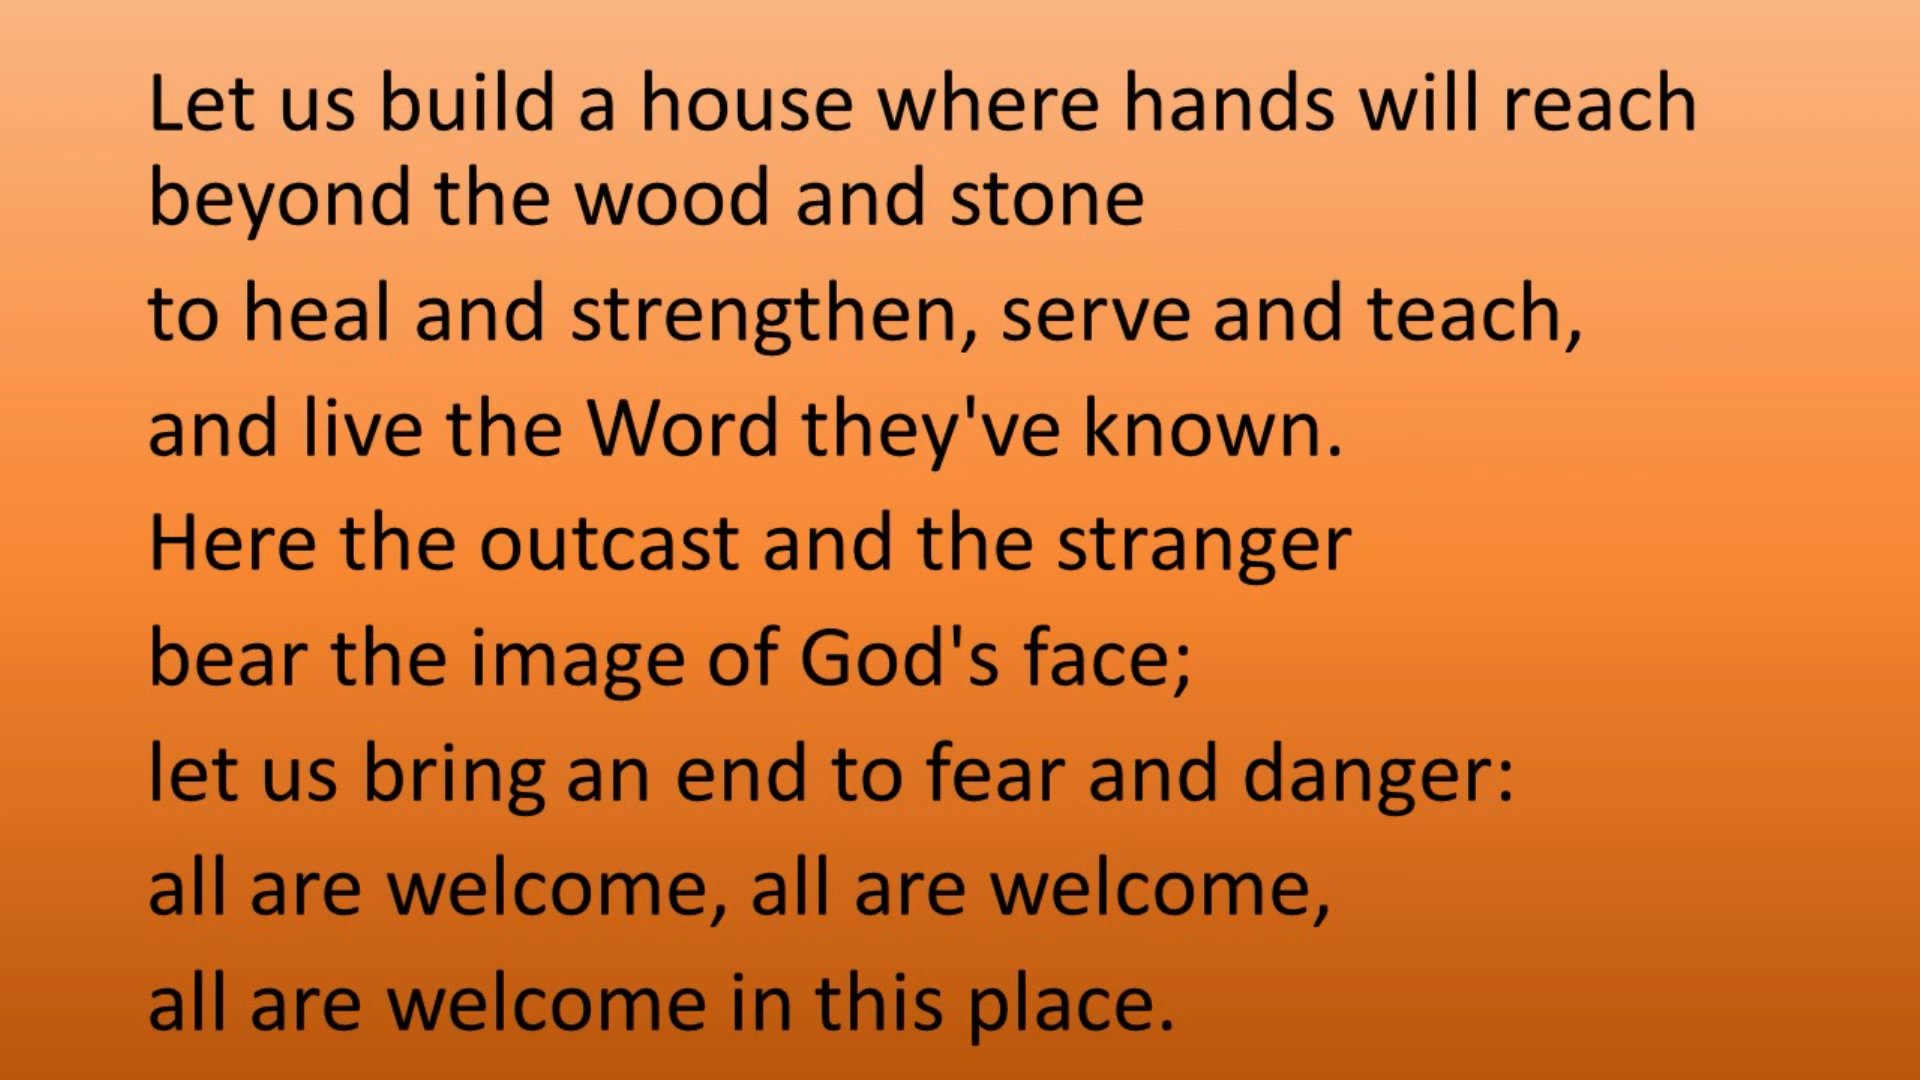 Let us build a house where hands will reach
beyond the wood and stone
to heal and strengthen, serve and teach,
and live the Word they've known.
Here the outcast and the stranger
bear the image of God's face;
let us bring an end to fear and danger:
all are welcome, all are welcome,
all are welcome in this place.